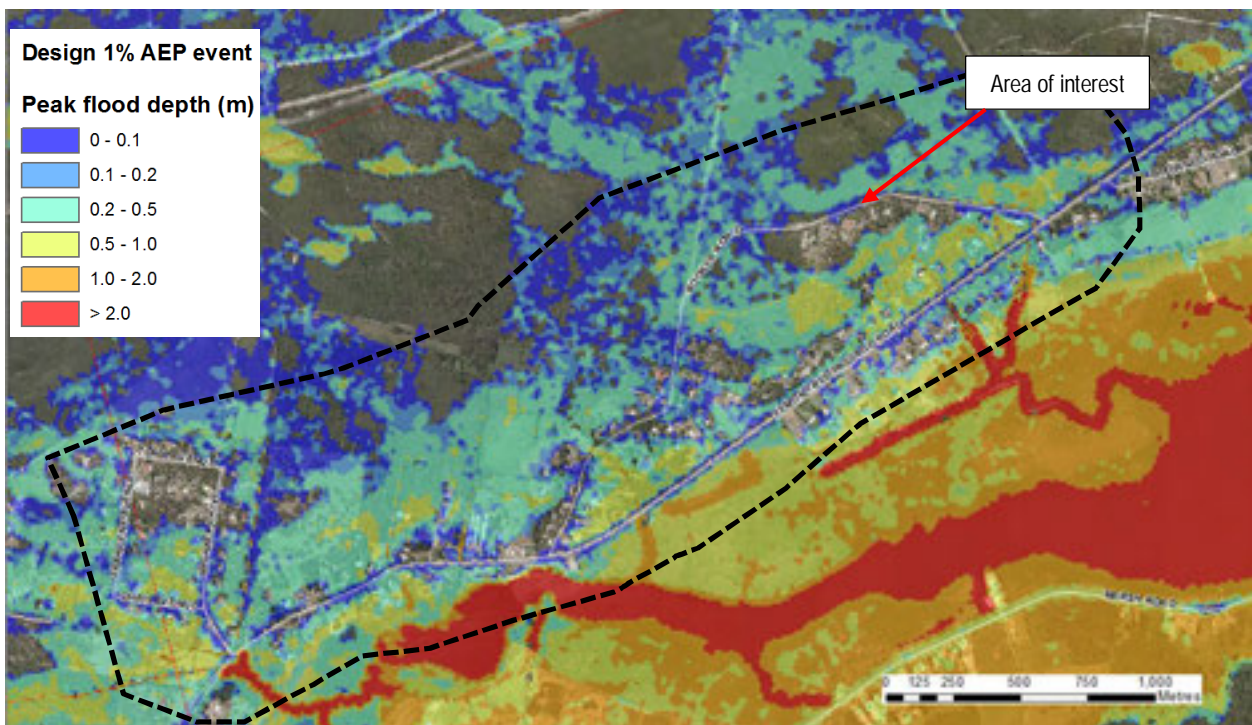 Design 1% AEP event
Peak flood depth (m)
0 - 0.1
0.1 - 0.2
0.2 - 0.5
0.5 - 1.0
1.0 - 2.0
> 2.0
Area of interest
0 125 250 500 750 1,000
Metres